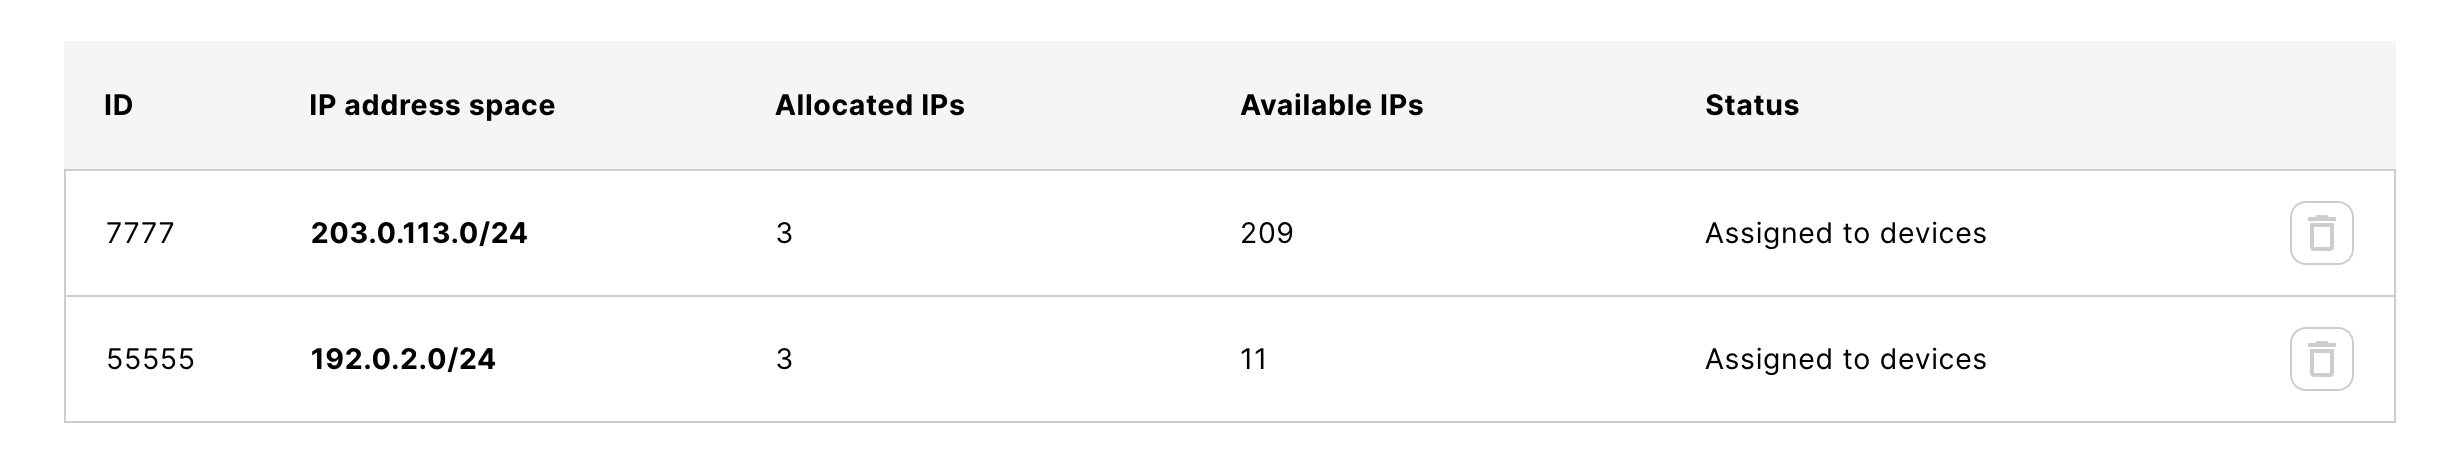 ID IP address space Allocated IPs Available IPs Status
7777 203.0.113.0/24 3 209 Assigned to devices
55555 192.0.2.0/24 3 11 Assigned to devices